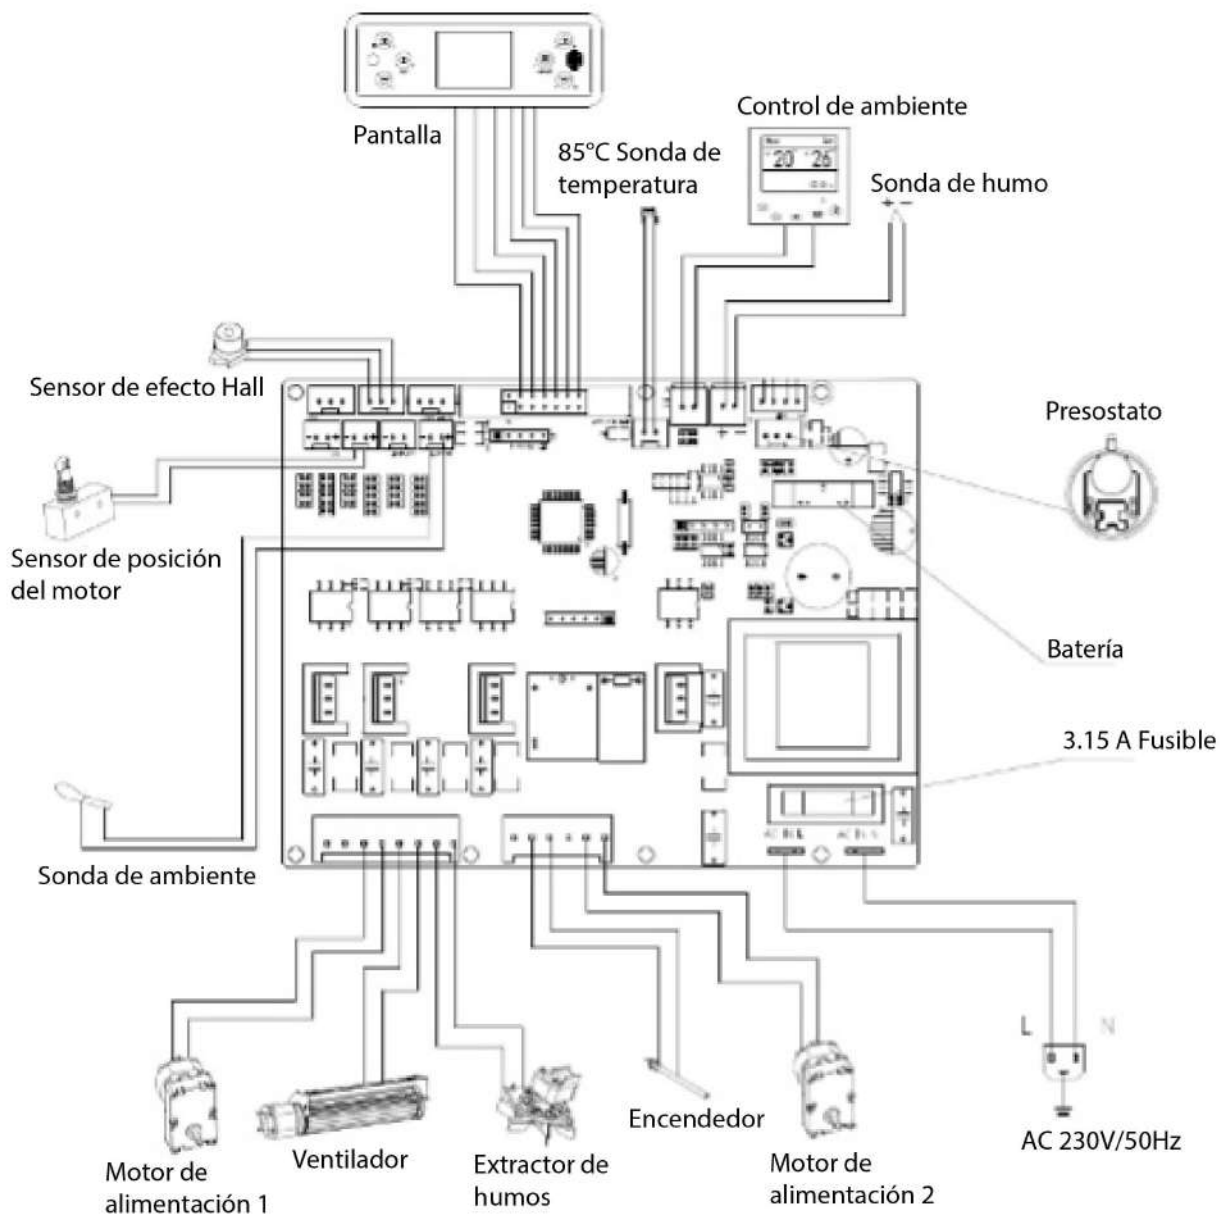 Pantalla
Control de ambiente
20 26
85°C Sonda de
temperatura
Sonda de humo
+ −
Sensor de efecto Hall
Presostato
Sensor de posición
del motor
Batería
3.15 A Fusible
Sonda de ambiente
L N
Encendedor
AC 230V/50Hz
Ventilador
Motor de
alimentación 1
Extractor de
humos
Motor de
alimentación 2